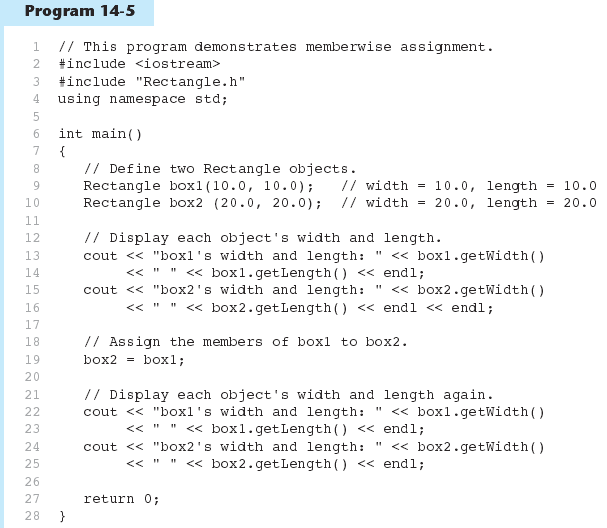 Program 14-5
1 // This program demonstrates memberwise assignment.
2 #include <iostream>
3 #include "Rectangle.h"
4 using namespace std;
5
6 int main()
7 {
8 // Define two Rectangle objects.
9 Rectangle box1(10.0, 10.0); // width = 10.0, length = 10.0
10 Rectangle box2 (20.0, 20.0); // width = 20.0, length = 20.0
11
12 // Display each object's width and length.
13 cout << "box1's width and length: " << box1.getWidth()
14 << " " << box1.getLength() << endl;
15 cout << "box2's width and length: " << box2.getWidth()
16 << " " << box2.getLength() << endl << endl;
17
18 // Assign the members of box1 to box2.
19 box2 = box1;
20
21 // Display each object's width and length again.
22 cout << "box1's width and length: " << box1.getWidth()
23 << " " << box1.getLength() << endl;
24 cout << "box2's width and length: " << box2.getWidth()
25 << " " << box2.getLength() << endl;
26
27 return 0;
28 }